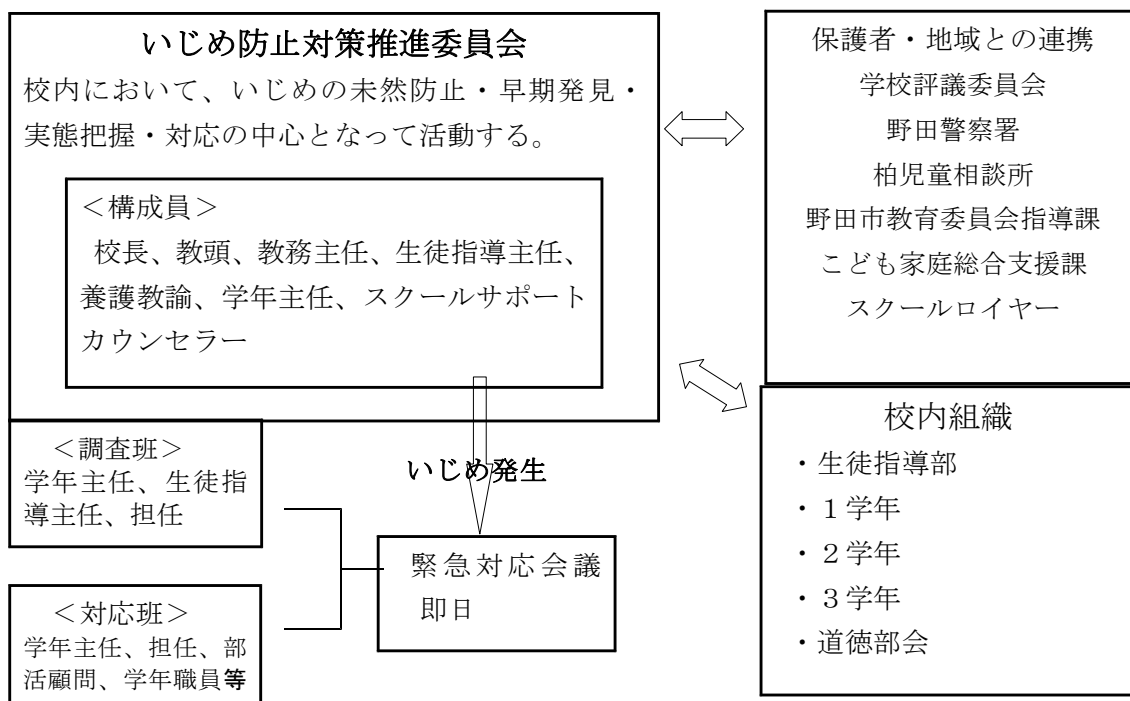 いじめ防止対策推進委員会
校内において、いじめの未然防止・早期発見・
実態把握・対応の中心となって活動する。
＜構成員＞
校長、教頭、教務主任、生徒指導主任、
養護教諭、学年主任、スクールサポート
カウンセラー
保護者・地域との連携
学校評議委員会
野田警察署
柏児童相談所
野田市教育委員会指導課
こども家庭総合支援課
スクールロイヤー
校内組織
・生徒指導部
・１学年
・２学年
・３学年
・道徳部会
＜調査班＞
学年主任、生徒指
導主任、担任
いじめ発生
緊急対応会議
即日
＜対応班＞
学年主任、担任、部
活顧問、学年職員等